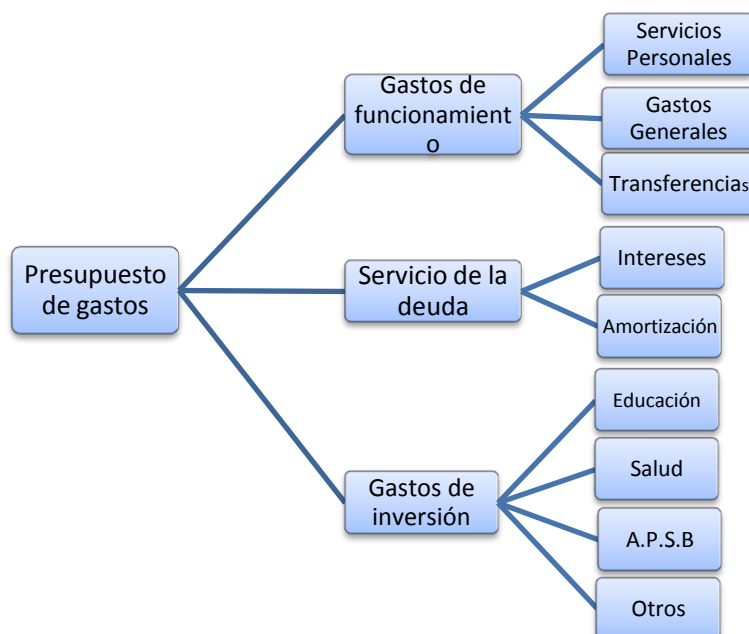 Presupuesto
de gastos
Gastos de
funcionamient
o
Servicios
Personales
Gastos
Generales
Transferencias
Servicio de la
deuda
Intereses
Amortización
Gastos de
inversión
Educación
Salud
A.P.S.B
Otros